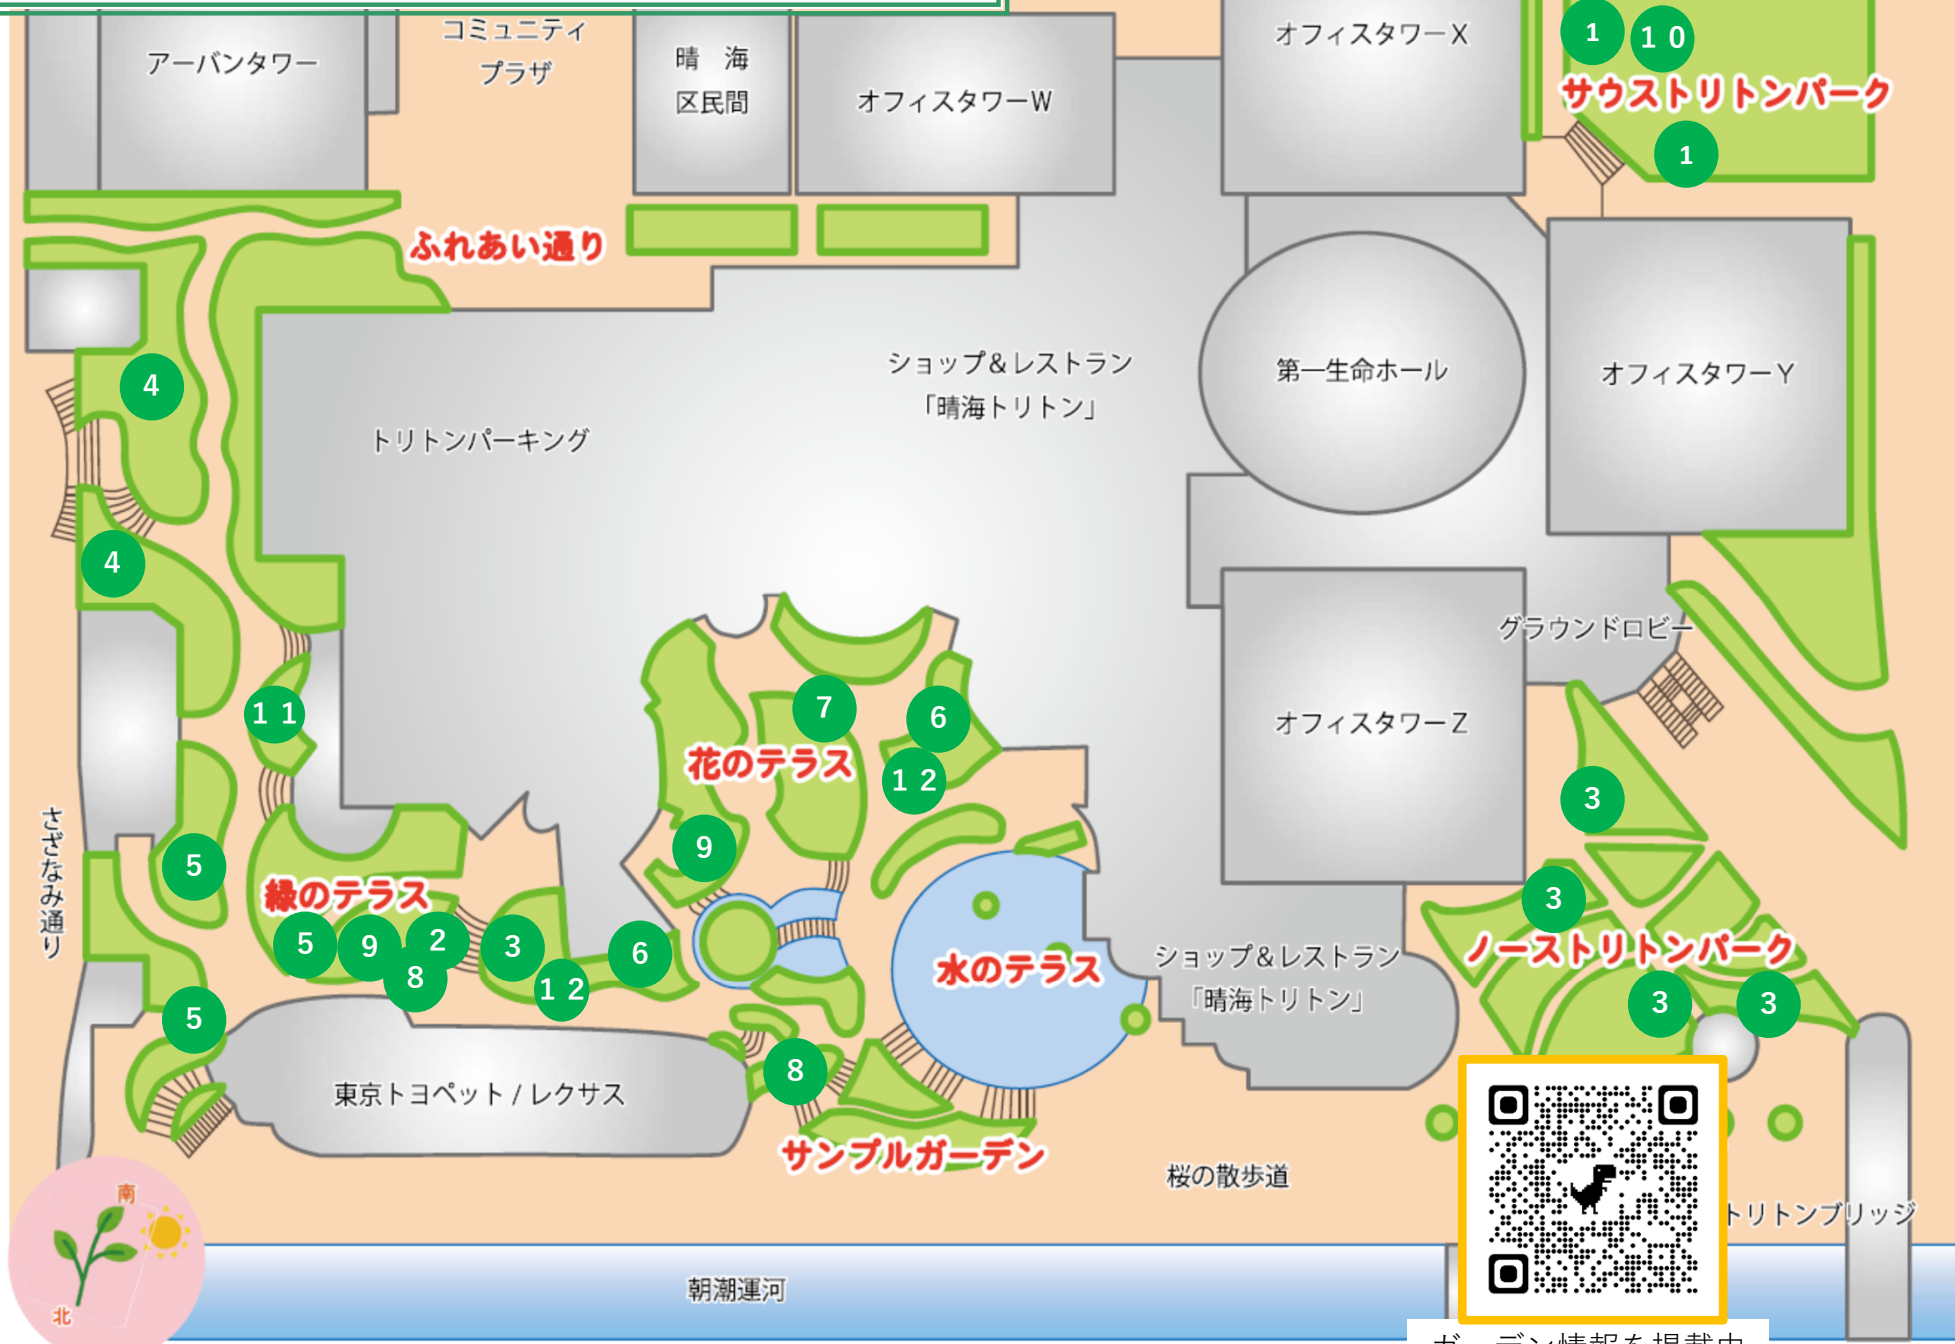 コミュニティ
プラザ
アーバンタワー
晴 海
区民間
オフィスタワーW
オフィスタワーX
1
10
サウストリトンパーク
1
ふれあい通り
4
ショップ&レストラン
「晴海トリトン」
第一生命ホール
オフィスタワーY
トリトンパーキング
4
グラウンドロビー
11
7
6
オフィスタワーZ
花のテラス
12
3
さざなみ通り
9
5
緑のテラス
3
5
9
2
8
3
12
6
水のテラス
ショップ&レストラン
「晴海トリトン」
ノーストリトンパーク
3
3
5
8
東京トヨペット/レクサス
サンプルガーデン
桜の散歩道
南
北
トリトンブリッジ
朝潮運河